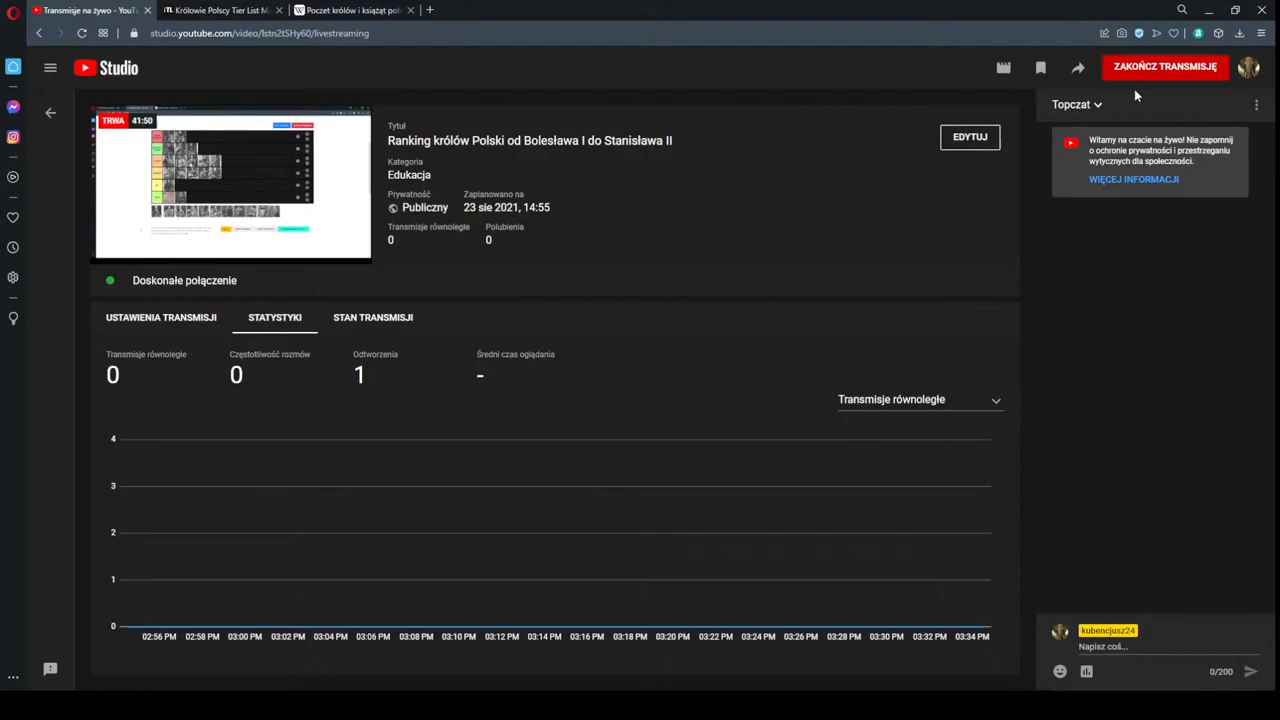 Transmisje na żywo - YouTu
Królowie Polscy Tier List Ma
Poczet królów i książąt pol
studio.youtube.com/video/Istn2tSHy60/livestreaming
Studio
ZAKOŃCZ TRANSMISJĘ
TRWA 41:50
Tytuł
Ranking królów Polski od Bolesława I do Stanisława II
EDYTUJ
Kategoria
Edukacja
Prywatność
Zaplanowano na
Publiczny
23 sie 2021, 14:55
Transmisje równoległe
Polubienia
0
0
Doskonałe połączenie
USTAWIENIA TRANSMISJI
STATYSTYKI
STAN TRANSMISJI
Transmisje równoległe
Częstotliwość rozmów
Odtworzenia
Średni czas oglądania
0
0
1
-
Transmisje równoległe
4
3
2
1
0
02:56 PM 02:58 PM 03:00 PM 03:02 PM 03:04 PM 03:06 PM 03:08 PM 03:10 PM 03:12 PM 03:14 PM 03:16 PM 03:18 PM 03:20 PM 03:22 PM 03:24 PM 03:26 PM 03:28 PM 03:30 PM 03:32 PM 03:34 PM
Topczat
Witamy na czacie na żywo! Nie zapomnij
o ochronie prywatności i przestrzeganiu
wytycznych dla społeczności.
WIĘCEJ INFORMACJI
kubencjusz24
Napisz coś...
0/200